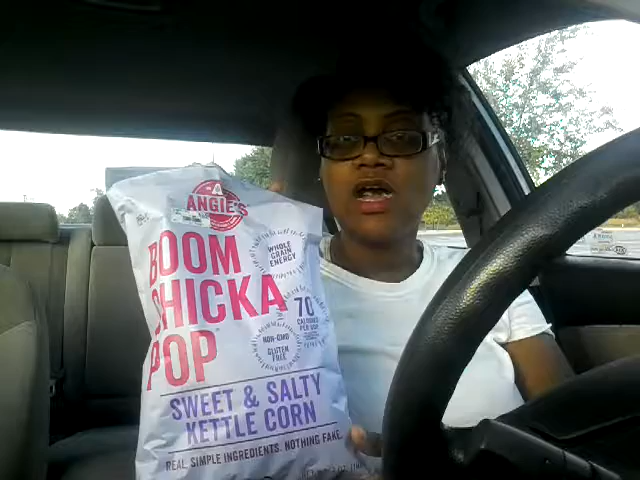 A
ANGIE'S
BOOM
CHICKA
POP
WHOLE
GRAIN
ENERGY
70
CALORIES
PER CUP
NON-GMO
GLUTEN
FREE
SWEET & SALTY
KETTLE CORN
REAL, SIMPLE INGREDIENTS. NOTHING FAKE.